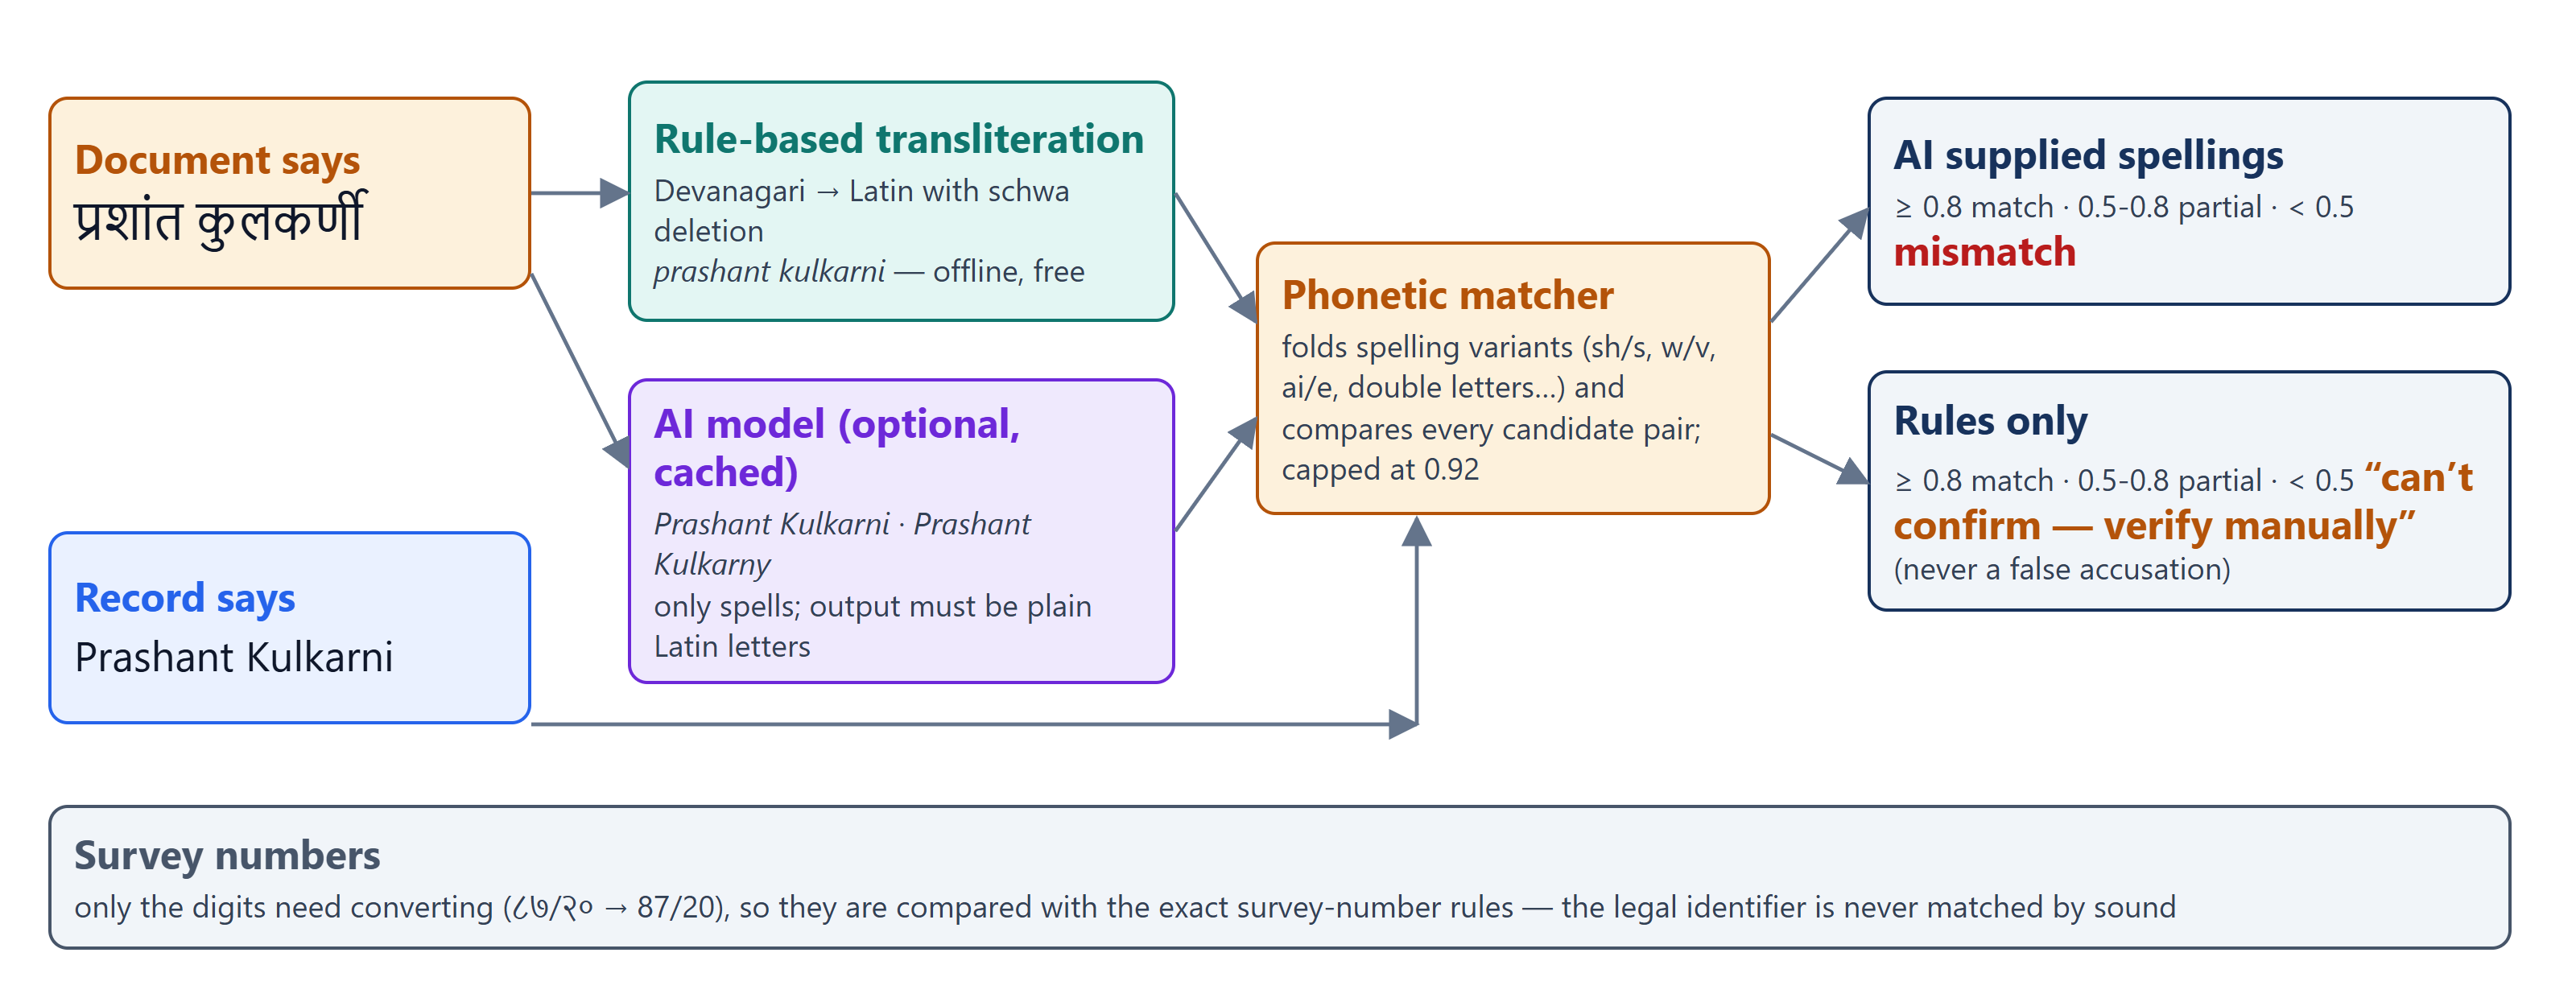 Document says
प्रशांत कुलकर्णी
Record says
Prashant Kulkarni
Rule-based transliteration
Devanagari → Latin with schwa
deletion
prashant kulkarni — offline, free
AI model (optional,
cached)
Prashant Kulkarni · Prashant
Kulkarny
only spells; output must be plain
Latin letters
Phonetic matcher
folds spelling variants (sh/s, w/v,
ai/e, double letters…) and
compares every candidate pair;
capped at 0.92
AI supplied spellings
≥ 0.8 match · 0.5-0.8 partial · < 0.5
mismatch
Rules only
≥ 0.8 match · 0.5-0.8 partial · < 0.5 “can’t
confirm — verify manually”
(never a false accusation)
Survey numbers
only the digits need converting (८७/२० → 87/20), so they are compared with the exact survey-number rules — the legal identifier is never matched by sound